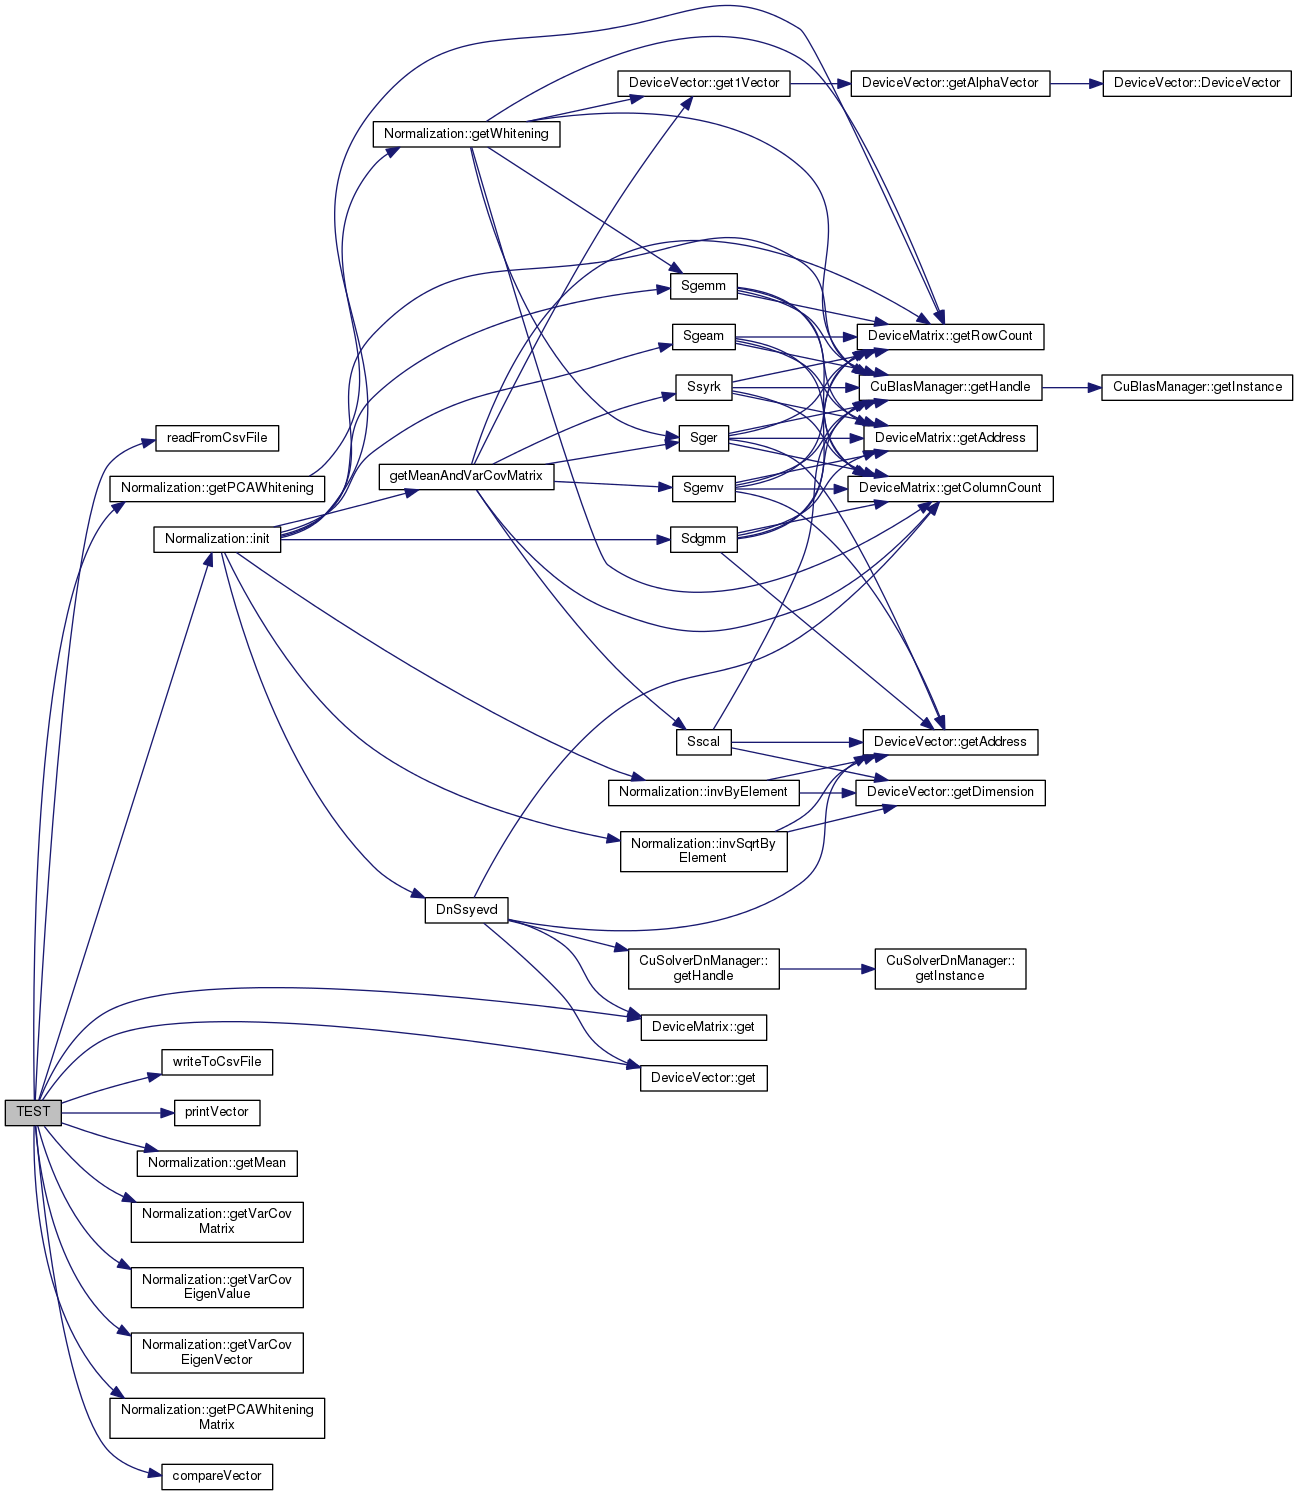 DeviceVector::get1Vector
DeviceVector::getAlphaVector
DeviceVector::DeviceVector
Normalization::getWhitening
Sgemm
Sgeam
DeviceMatrix::getRowCount
Ssyrk
CuBlasManager::getHandle
CuBlasManager::getInstance
readFromCsvFile
Sger
DeviceMatrix::getAddress
getMeanAndVarCovMatrix
Normalization::getPCAWhitening
Sgemv
DeviceMatrix::getColumnCount
Normalization::init
Sdgmm
Sscal
DeviceVector::getAddress
Normalization::invByElement
DeviceVector::getDimension
Normalization::invSqrtBy
Element
DnSsyevd
CuSolverDnManager::
getHandle
CuSolverDnManager::
getInstance
DeviceMatrix::get
writeToCsvFile
DeviceVector::get
TEST
printVector
Normalization::getMean
Normalization::getVarCov
Matrix
Normalization::getVarCov
EigenValue
Normalization::getVarCov
EigenVector
Normalization::getPCAWhitening
Matrix
compareVector